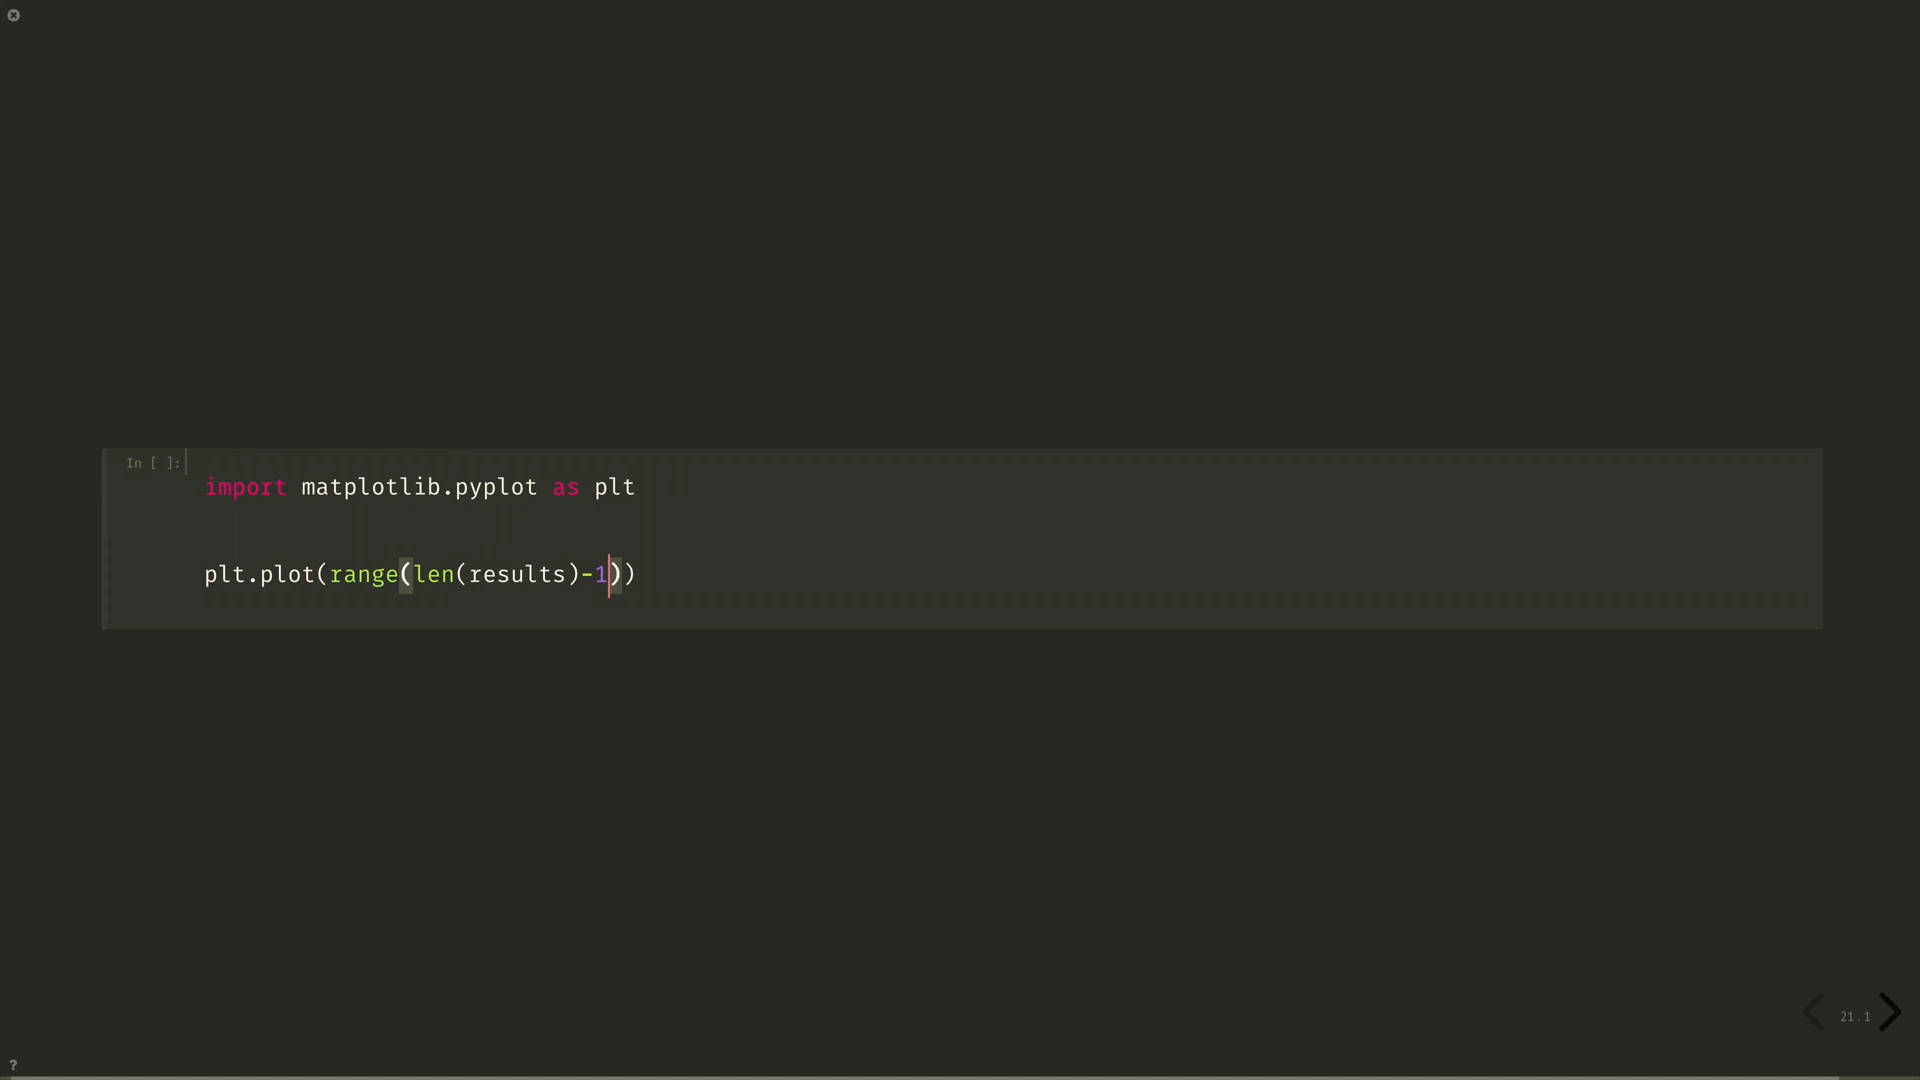 In [ ]:
import matplotlib.pyplot as plt
plt.plot(range(len(results)-1))
21.1
?